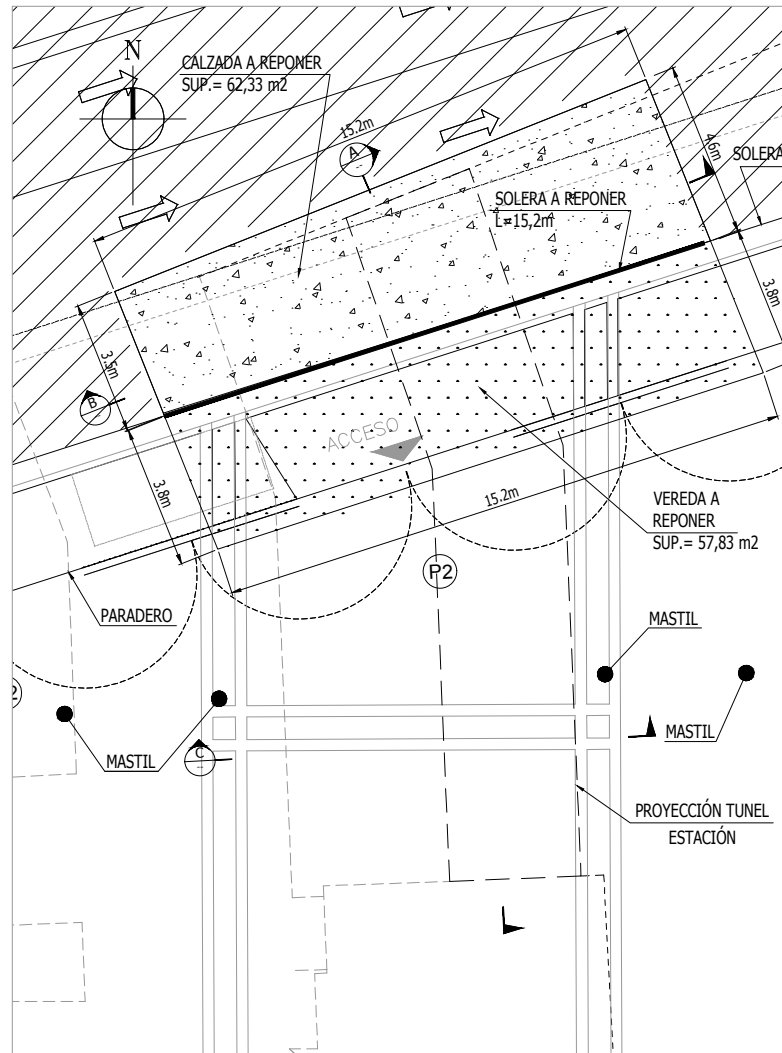 N
CALZADA A REPONER
SUP.= 62,33 m2
15.2m
A
--
4.6m
SOLERA
SOLERA A REPONER
L=15,2m
3.8m
3.5m
B
--
ACCESO
3.8m
15.2m
VEREDA A
REPONER
SUP.= 57,83 m2
P2
PARADERO
MASTIL
2
MASTIL
MASTIL
C
--
PROYECCIÓN TUNEL
ESTACIÓN